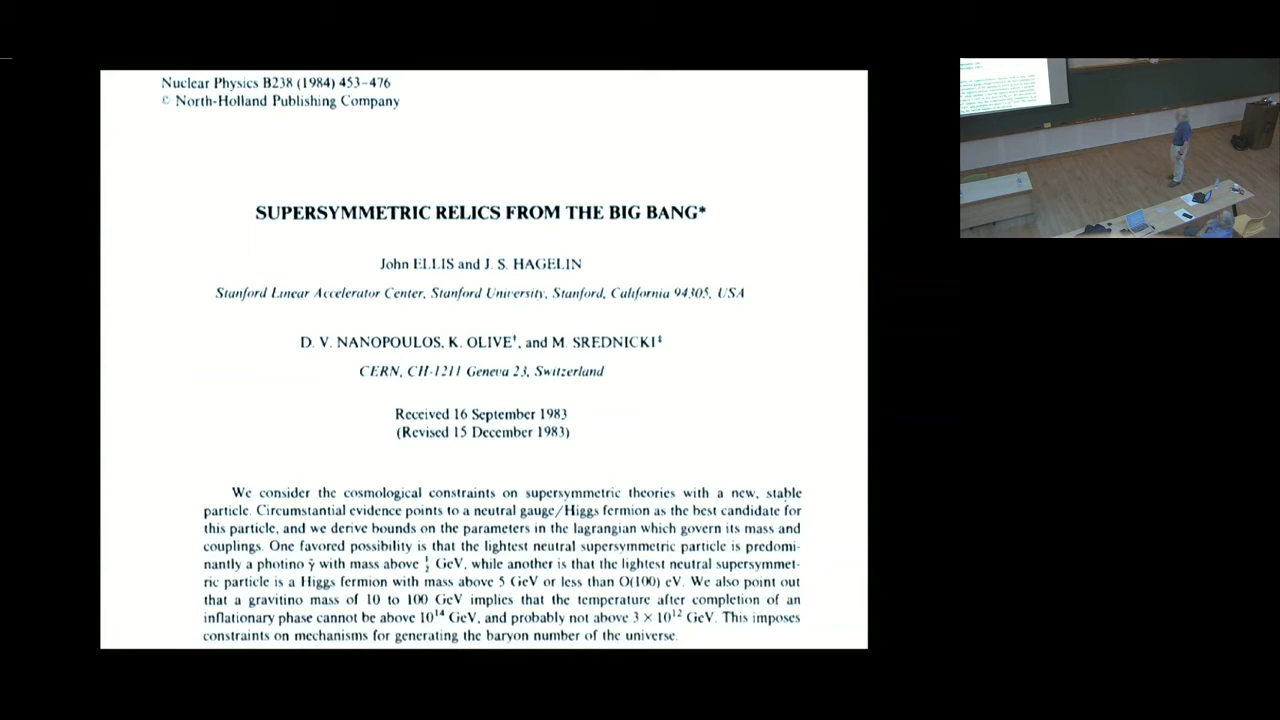 Nuclear Physics B238 (1984) 453-476
© North-Holland Publishing Company
SUPERSYMMETRIC RELICS FROM THE BIG BANG*
John ELLIS and J. S. HAGELIN
Stanford Linear Accelerator Center, Stanford University, Stanford, California 94305, USA
D. V. NANOPOULOS, K. OLIVE†, and M. SREDNICKI‡
CERN, CH-1211 Geneva 23, Switzerland
Received 16 September 1983
(Revised 15 December 1983)
We consider the cosmological constraints on supersymmetric theories with a new, stable
particle. Circumstantial evidence points to a neutral gauge/Higgs fermion as the best candidate for
this particle, and we derive bounds on the parameters in the lagrangian which govern its mass and
couplings. One favored possibility is that the lightest neutral supersymmetric particle is predomi-
nantly a photino γ̃ with mass above ½ GeV, while another is that the lightest neutral supersymmet-
ric particle is a Higgs fermion with mass above 5 GeV or less than O(100) eV. We also point out
that a gravitino mass of 10 to 100 GeV implies that the temperature after completion of an
inflationary phase cannot be above 10¹⁴ GeV, and probably not above 3 × 10¹² GeV. This imposes
constraints on mechanisms for generating the baryon number of the universe.